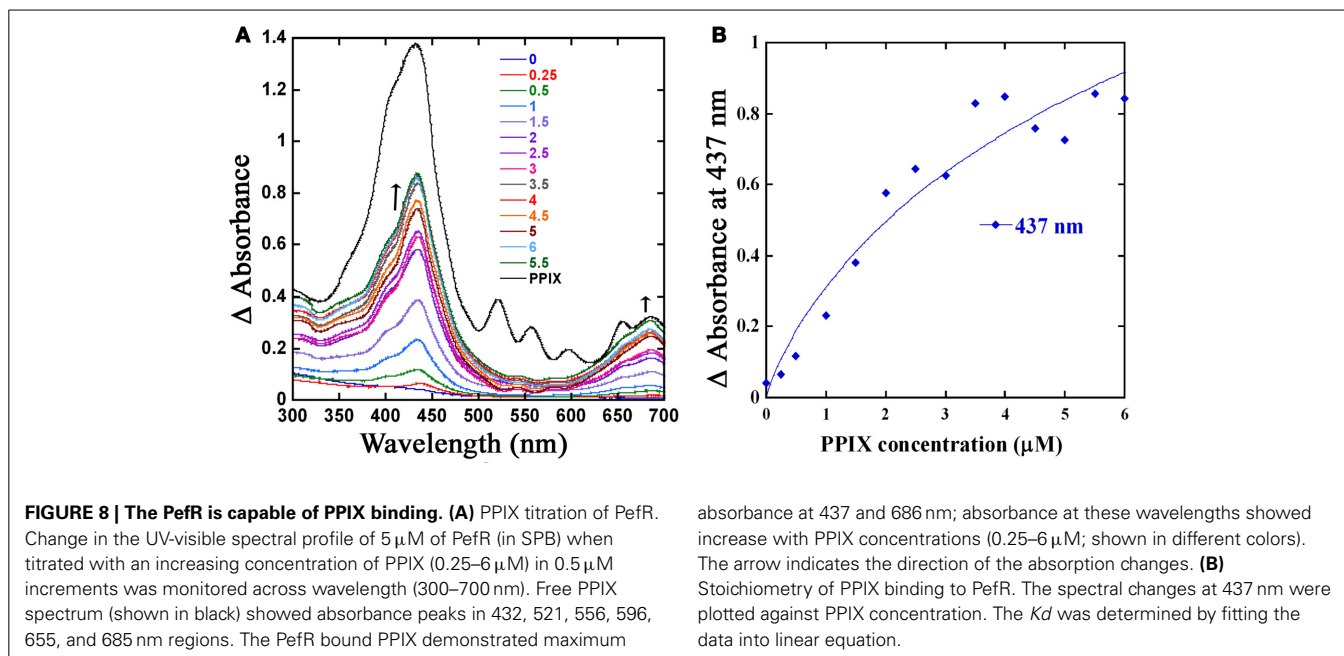 A
1.4
1.2
1
0.8
0.6
0.4
0.2
0
Δ Absorbance
300 350 400 450 500 550 600 650 700
Wavelength (nm)
0
0.25
0.5
1
1.5
2
2.5
3
3.5
4
4.5
5
6
5.5
PPIX
B
1
0.8
0.6
0.4
0.2
0
Δ Absorbance at 437 nm
437 nm
0 1 2 3 4 5 6
PPIX concentration (μM)
FIGURE 8 | The PefR is capable of PPIX binding. (A) PPIX titration of PefR.
Change in the UV-visible spectral profile of 5 μM of PefR (in SPB) when
titrated with an increasing concentration of PPIX (0.25–6 μM) in 0.5 μM
increments was monitored across wavelength (300–700 nm). Free PPIX
spectrum (shown in black) showed absorbance peaks in 432, 521, 556, 596,
655, and 685 nm regions. The PefR bound PPIX demonstrated maximum
absorbance at 437 and 686 nm; absorbance at these wavelengths showed
increase with PPIX concentrations (0.25–6 μM; shown in different colors).
The arrow indicates the direction of the absorption changes. (B)
Stoichiometry of PPIX binding to PefR. The spectral changes at 437 nm were
plotted against PPIX concentration. The Kd was determined by fitting the
data into linear equation.